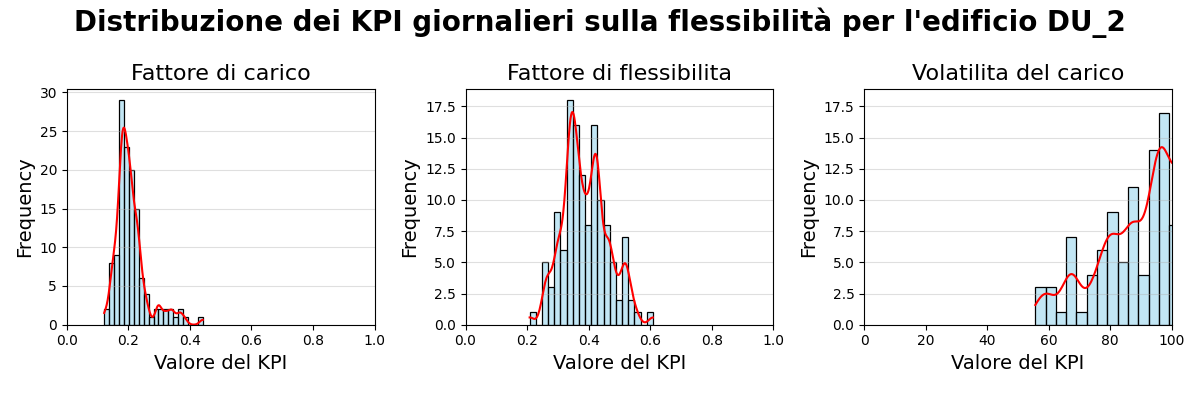 Distribuzione dei KPI giornalieri sulla flessibilità per l'edificio DU_2
Fattore di carico
Fattore di flessibilita
Volatilita del carico
30
25
20
15
10
5
0
Frequency
0.0 0.2 0.4 0.6 0.8 1.0
Valore del KPI
17.5
15.0
12.5
10.0
7.5
5.0
2.5
0.0
Frequency
0.0 0.2 0.4 0.6 0.8 1.0
Valore del KPI
17.5
15.0
12.5
10.0
7.5
5.0
2.5
0.0
Frequency
0 20 40 60 80 100
Valore del KPI